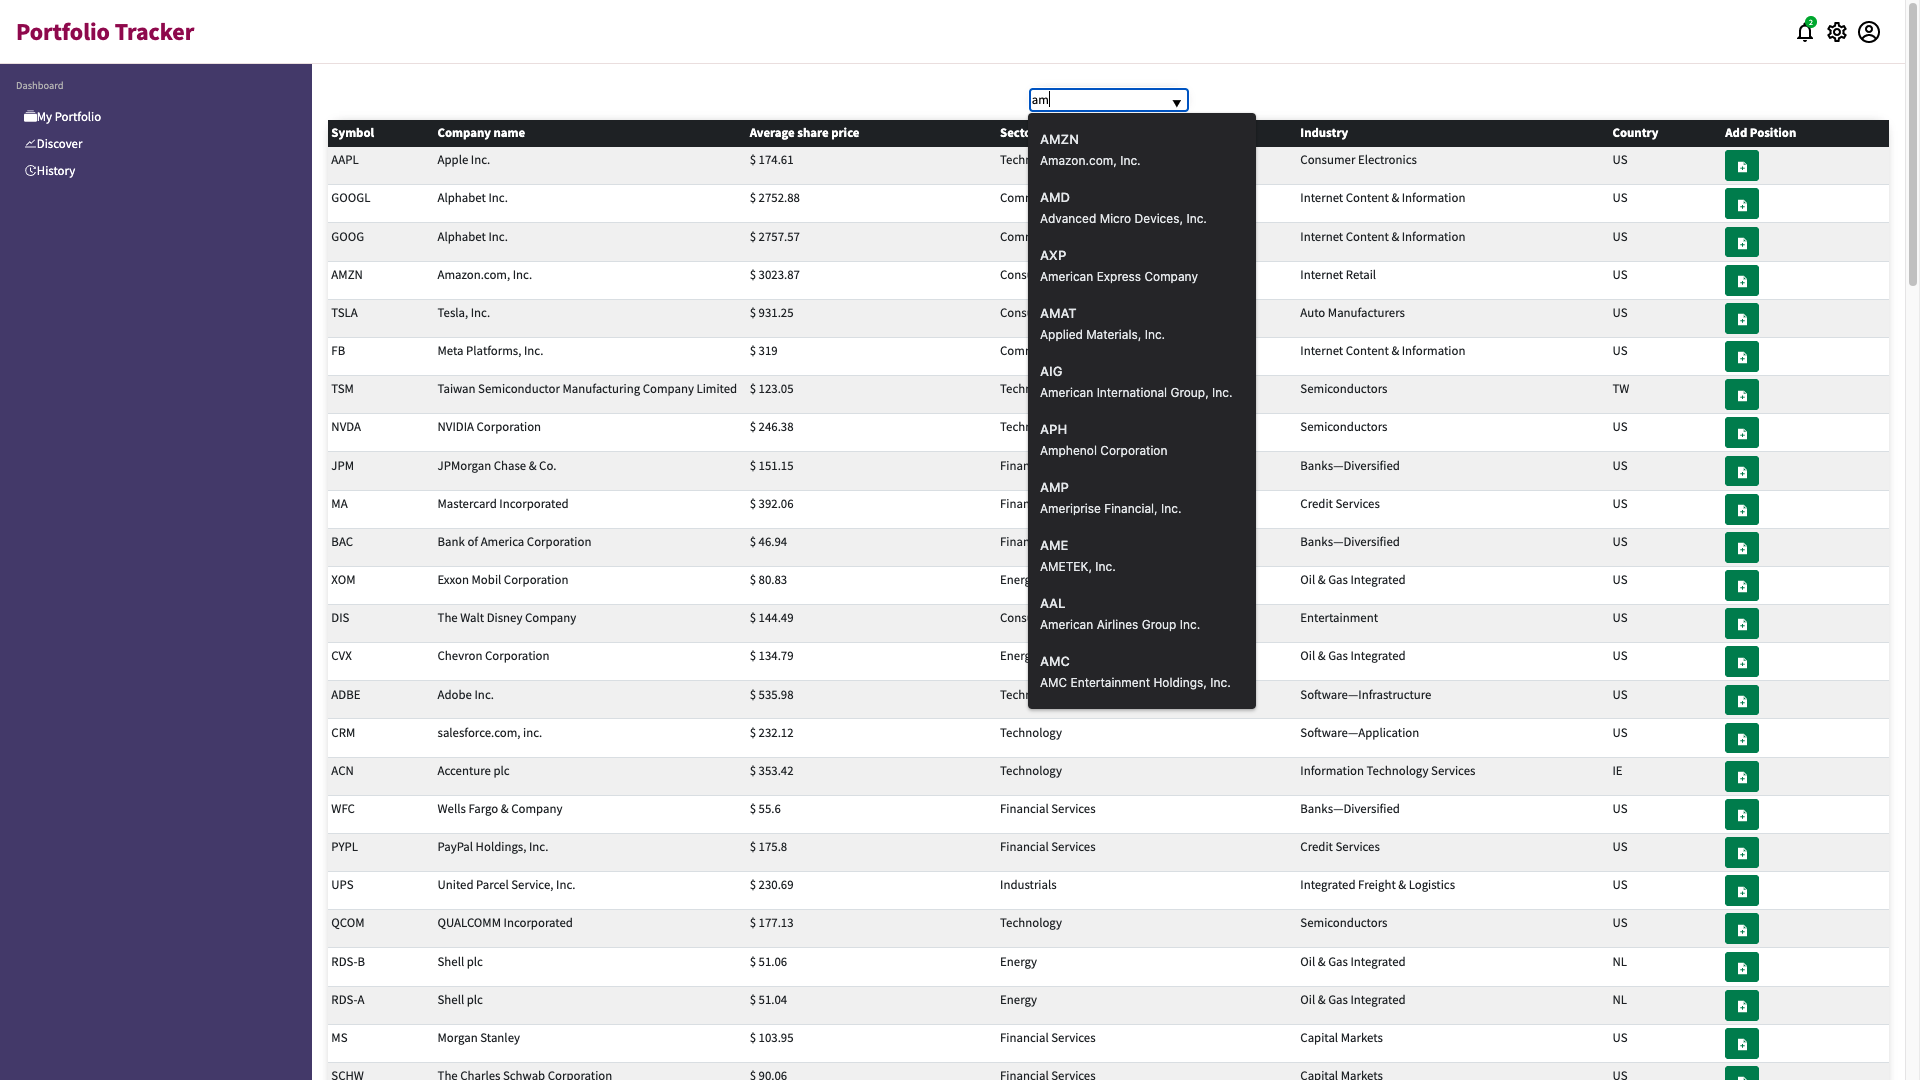 Portfolio Tracker
2
Dashboard
My Portfolio
Discover
History
am
Symbol Company name Average share price Secto Industry Country Add Position
AAPL Apple Inc. $ 174.61 Techn Consumer Electronics US
GOOGL Alphabet Inc. $ 2752.88 Comm Internet Content & Information US
GOOG Alphabet Inc. $ 2757.57 Comm Internet Content & Information US
AMZN Amazon.com, Inc. $ 3023.87 Cons Internet Retail US
TSLA Tesla, Inc. $ 931.25 Cons Auto Manufacturers US
FB Meta Platforms, Inc. $ 319 Comm Internet Content & Information US
TSM Taiwan Semiconductor Manufacturing Company Limited $ 123.05 Techn Semiconductors TW
NVDA NVIDIA Corporation $ 246.38 Techn Semiconductors US
JPM JPMorgan Chase & Co. $ 151.15 Finan Banks—Diversified US
MA Mastercard Incorporated $ 392.06 Finan Credit Services US
BAC Bank of America Corporation $ 46.94 Finan Banks—Diversified US
XOM Exxon Mobil Corporation $ 80.83 Energ Oil & Gas Integrated US
DIS The Walt Disney Company $ 144.49 Cons Entertainment US
CVX Chevron Corporation $ 134.79 Energ Oil & Gas Integrated US
ADBE Adobe Inc. $ 535.98 Techn Software—Infrastructure US
CRM salesforce.com, inc. $ 232.12 Technology Software—Application US
ACN Accenture plc $ 353.42 Technology Information Technology Services IE
WFC Wells Fargo & Company $ 55.6 Financial Services Banks—Diversified US
PYPL PayPal Holdings, Inc. $ 175.8 Financial Services Credit Services US
UPS United Parcel Service, Inc. $ 230.69 Industrials Integrated Freight & Logistics US
QCOM QUALCOMM Incorporated $ 177.13 Technology Semiconductors US
RDS-B Shell plc $ 51.06 Energy Oil & Gas Integrated NL
RDS-A Shell plc $ 51.04 Energy Oil & Gas Integrated NL
MS Morgan Stanley $ 103.95 Financial Services Capital Markets US
SCHW The Charles Schwab Corporation $ 90.06 Financial Services Capital Markets US
AMZN
Amazon.com, Inc.
AMD
Advanced Micro Devices, Inc.
AXP
American Express Company
AMAT
Applied Materials, Inc.
AIG
American International Group, Inc.
APH
Amphenol Corporation
AMP
Ameriprise Financial, Inc.
AME
AMETEK, Inc.
AAL
American Airlines Group Inc.
AMC
AMC Entertainment Holdings, Inc.